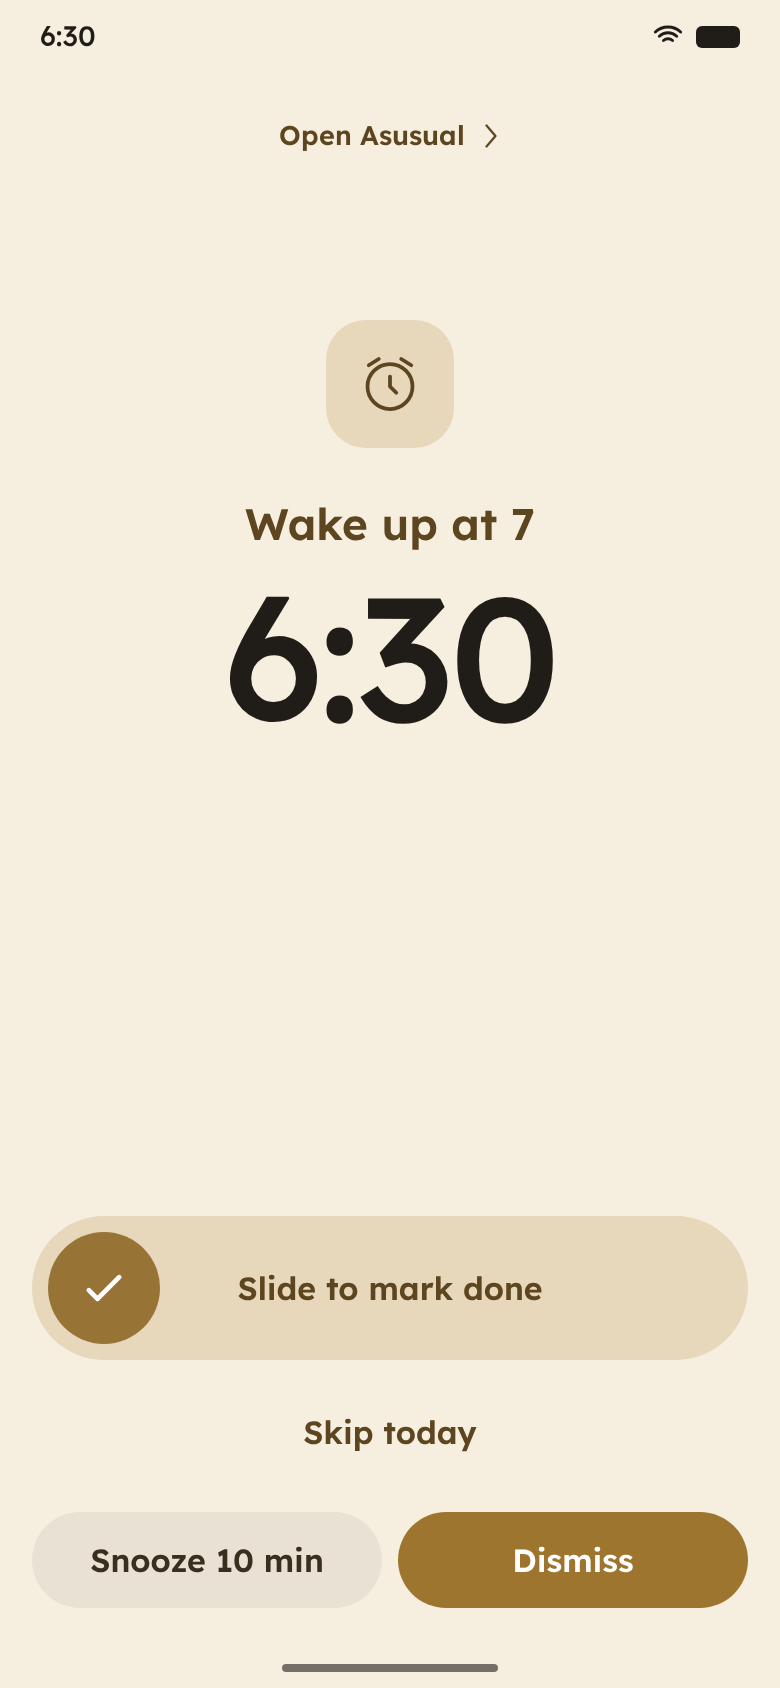 6:30
Open Asusual
Wake up at 7
6:30
Slide to mark done
Skip today
Snooze 10 min
Dismiss